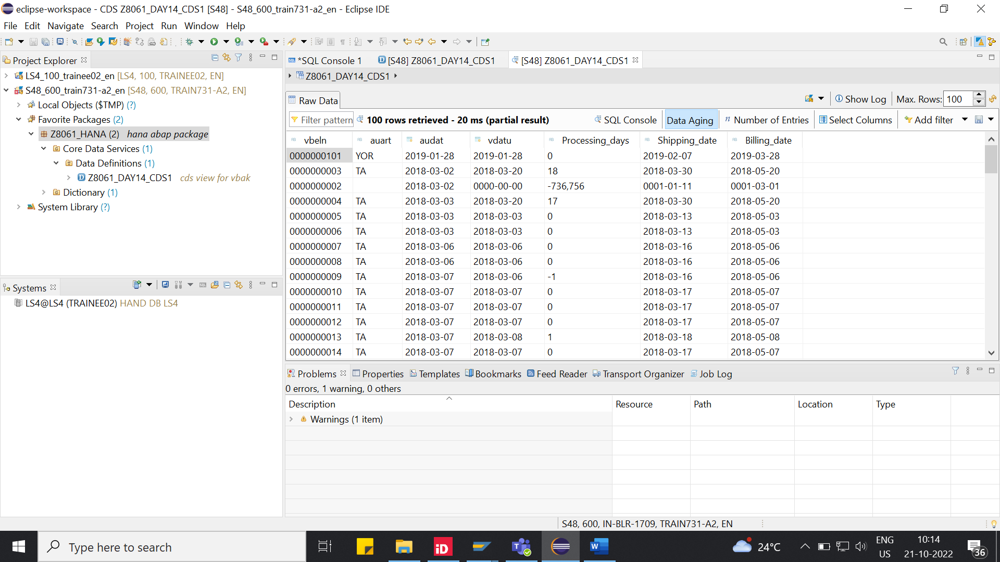 eclipse-workspace - CDS Z8061_DAY14_CDS1 [S48] - S48_600_train731-a2_en - Eclipse IDE
File Edit Navigate Search Project Run Window Help
Project Explorer
LS4_100_trainee02_en [LS4, 100, TRAINEE02, EN]
S48_600_train731-a2_en [S48, 600, TRAIN731-A2, EN]
Local Objects ($TMP) (?)
Favorite Packages (2)
Z8061_HANA (2) hana abap package
Core Data Services (1)
Data Definitions (1)
Z8061_DAY14_CDS1 cds view for vbak
Dictionary (1)
System Library (?)
Systems
LS4@LS4 (TRAINEE02) HAND DB LS4
*SQL Console 1 [S48] Z8061_DAY14_CDS1 [S48] Z8061_DAY14_CDS1
Z8061_DAY14_CDS1
Raw Data Show Log Max. Rows: 100
Filter pattern 100 rows retrieved - 20 ms (partial result) SQL Console Data Aging Number of Entries Select Columns Add filter
vbeln auart audat vdatu Processing_days Shipping_date Billing_date
0000000101 YOR 2019-01-28 2019-01-28 0 2019-02-07 2019-03-28
0000000003 TA 2018-03-02 2018-03-20 18 2018-03-30 2018-05-20
0000000002 2018-03-02 0000-00-00 -736,756 0001-01-11 0001-03-01
0000000004 TA 2018-03-03 2018-03-20 17 2018-03-30 2018-05-20
0000000005 TA 2018-03-03 2018-03-03 0 2018-03-13 2018-05-03
0000000006 TA 2018-03-03 2018-03-03 0 2018-03-13 2018-05-03
0000000007 TA 2018-03-06 2018-03-06 0 2018-03-16 2018-05-06
0000000008 TA 2018-03-06 2018-03-06 0 2018-03-16 2018-05-06
0000000009 TA 2018-03-07 2018-03-06 -1 2018-03-16 2018-05-06
0000000010 TA 2018-03-07 2018-03-07 0 2018-03-17 2018-05-07
0000000011 TA 2018-03-07 2018-03-07 0 2018-03-17 2018-05-07
0000000012 TA 2018-03-07 2018-03-07 0 2018-03-17 2018-05-07
0000000013 TA 2018-03-07 2018-03-08 1 2018-03-18 2018-05-08
0000000014 TA 2018-03-07 2018-03-07 0 2018-03-17 2018-05-07
Problems Properties Templates Bookmarks Feed Reader Transport Organizer Job Log
0 errors, 1 warning, 0 others
Description Resource Path Location Type
Warnings (1 item)
S48, 600, IN-BLR-1709, TRAIN731-A2, EN
Type here to search
iD
W
24°C
ENG
US
10:14
21-10-2022
36